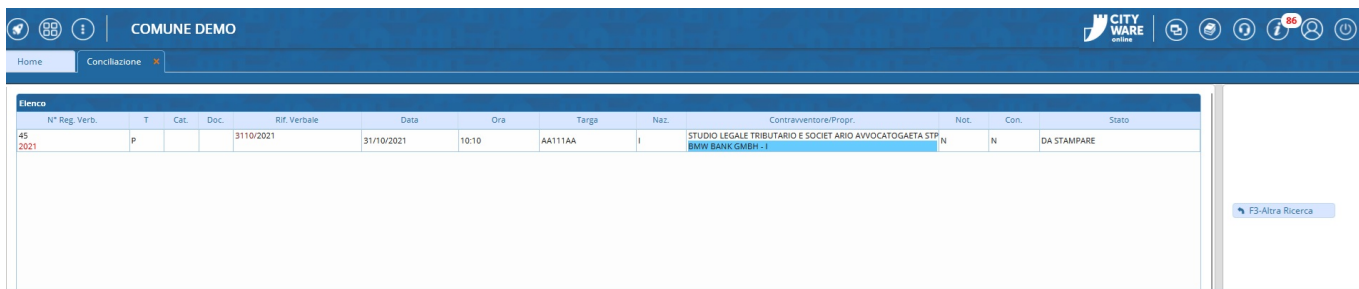 COMUNE DEMO
CITY
WARE
online
86
Home
Conciliazione ×
Elenco
N° Reg. Verb. T Cat. Doc. Rif. Verbale Data Ora Targa Naz. Contravventore/Propr. Not. Con. Stato
45
2021
P 3110/2021 31/10/2021 10:10 AA111AA I STUDIO LEGALE TRIBUTARIO E SOCIET ARIO AVVOCATOGAETA STP N N DA STAMPARE
BMW BANK GMBH - I
F3-Altra Ricerca